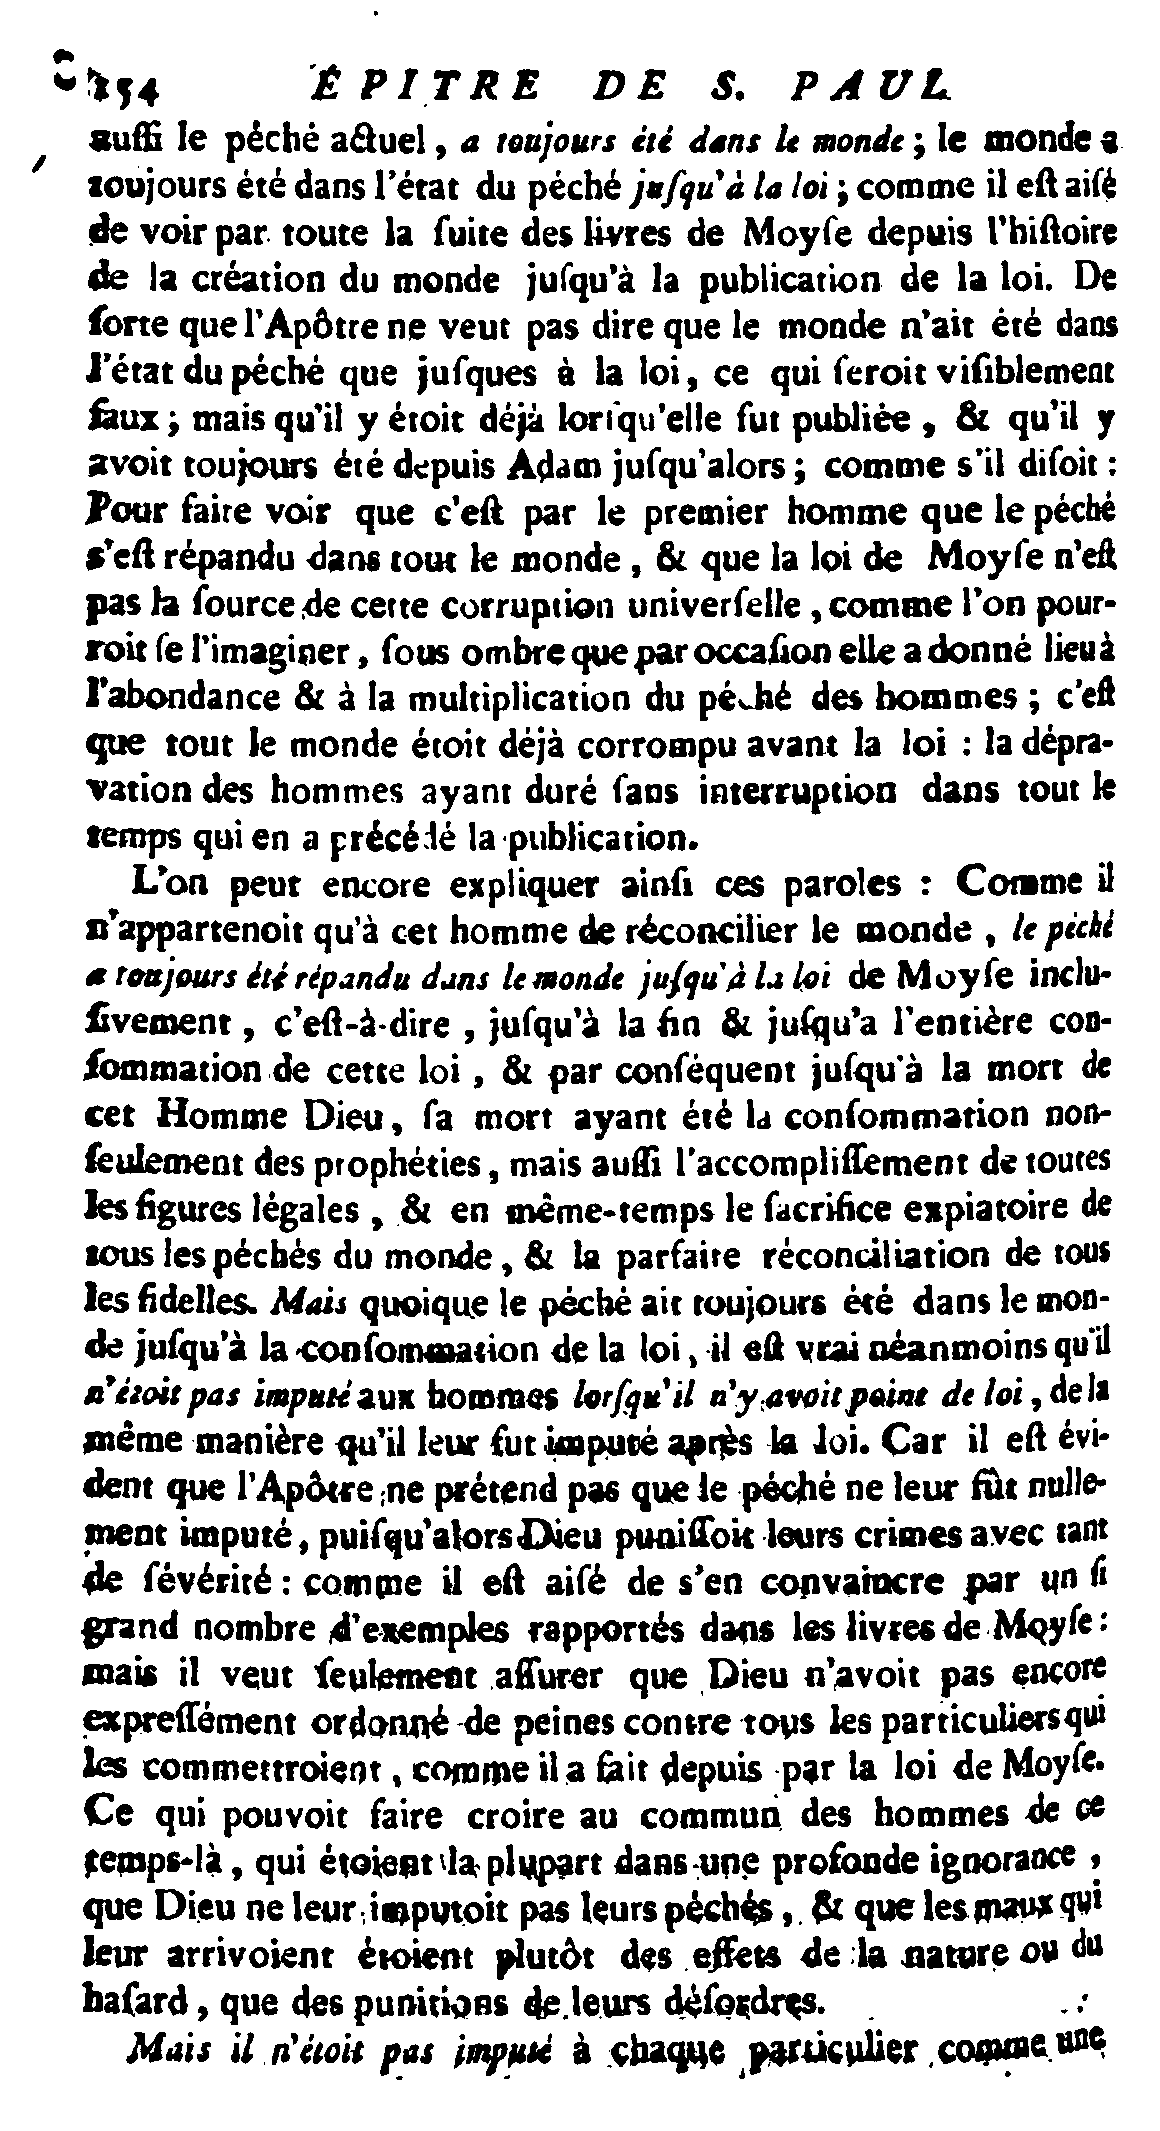 254 ÉPITRE DE S. PAUL
auſſi le péché actuel, a toujours été dans le monde ; le monde a
toujours été dans l'état du péché juſqu'à la loi ; comme il eſt aiſé
de voir par toute la ſuite des livres de Moyſe depuis l'hiſtoire
de la création du monde juſqu'à la publication de la loi. De
ſorte que l'Apôtre ne veut pas dire que le monde n'ait été dans
l'état du péché que juſques à la loi, ce qui ſeroit viſiblement
faux ; mais qu'il y étoit déjà lorſqu'elle fut publiée, & qu'il y
avoit toujours été depuis Adam juſqu'alors ; comme s'il diſoit :
Pour faire voir que c'eſt par le premier homme que le péché
s'eſt répandu dans tout le monde, & que la loi de Moyſe n'eſt
pas la ſource de cette corruption univerſelle, comme l'on pour-
roit ſe l'imaginer, ſous ombre que par occaſion elle a donné lieu à
l'abondance & à la multiplication du péché des hommes ; c'eſt
que tout le monde étoit déjà corrompu avant la loi : la dépra-
vation des hommes ayant duré ſans interruption dans tout le
temps qui en a précédé la publication.
L'on peut encore expliquer ainſi ces paroles : Comme il
n'appartenoit qu'à cet homme de réconcilier le monde, le péché
a toujours été répandu dans le monde juſqu'à la loi de Moyſe inclu-
ſivement, c'eſt-à-dire, juſqu'à la fin & juſqu'a l'entière con-
ſommation de cette loi, & par conſéquent juſqu'à la mort de
cet Homme Dieu, ſa mort ayant été la conſommation non-
ſeulement des prophéties, mais auſſi l'accompliſſement de toutes
les figures légales, & en même-temps le ſacrifice expiatoire de
tous les péchés du monde, & la parfaite réconciliation de tous
les fidelles. Mais quoique le péché ait toujours été dans le mon-
de juſqu'à la conſommation de la loi, il eſt vrai néanmoins qu'il
n'étoit pas imputé aux hommes lorſqu'il n'y avoit point de loi, de la
même manière qu'il leur fut imputé après la loi. Car il eſt évi-
dent que l'Apôtre ne prétend pas que le péché ne leur fût nulle-
ment imputé, puiſqu'alors Dieu puniſſoit leurs crimes avec tant
de ſévérité : comme il eſt aiſé de s'en convaincre par un ſi
grand nombre d'exemples rapportés dans les livres de Moyſe :
mais il veut ſeulement aſſurer que Dieu n'avoit pas encore
expreſſément ordonné de peines contre tous les particuliers qui
les commettroient, comme il a fait depuis par la loi de Moyſe.
Ce qui pouvoit faire croire au commun des hommes de ce
temps-là, qui étoient la plupart dans une profonde ignorance,
que Dieu ne leur imputoit pas leurs péchés, & que les maux qui
leur arrivoient étoient plutôt des effets de la nature ou du
haſard, que des punitions de leurs déſordres.
Mais il n'étoit pas imputé à chaque particulier comme une